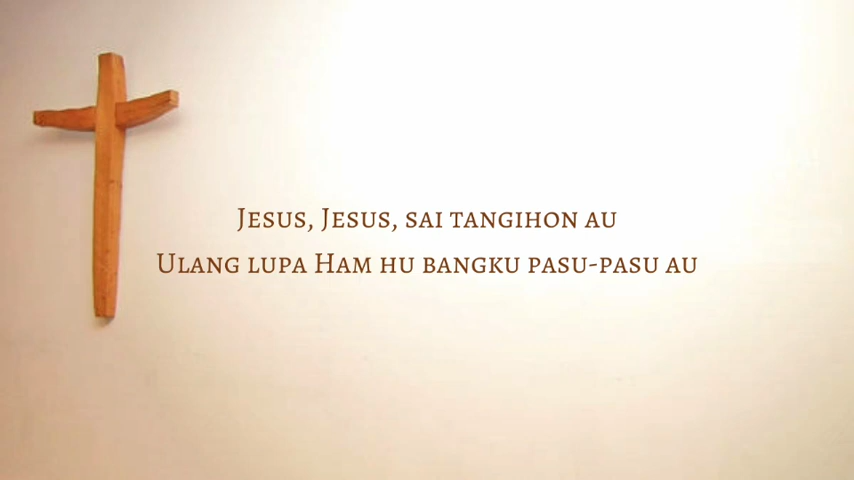 Jesus, Jesus, sai tangihon au
Ulang lupa Ham hu bangku pasu-pasu au